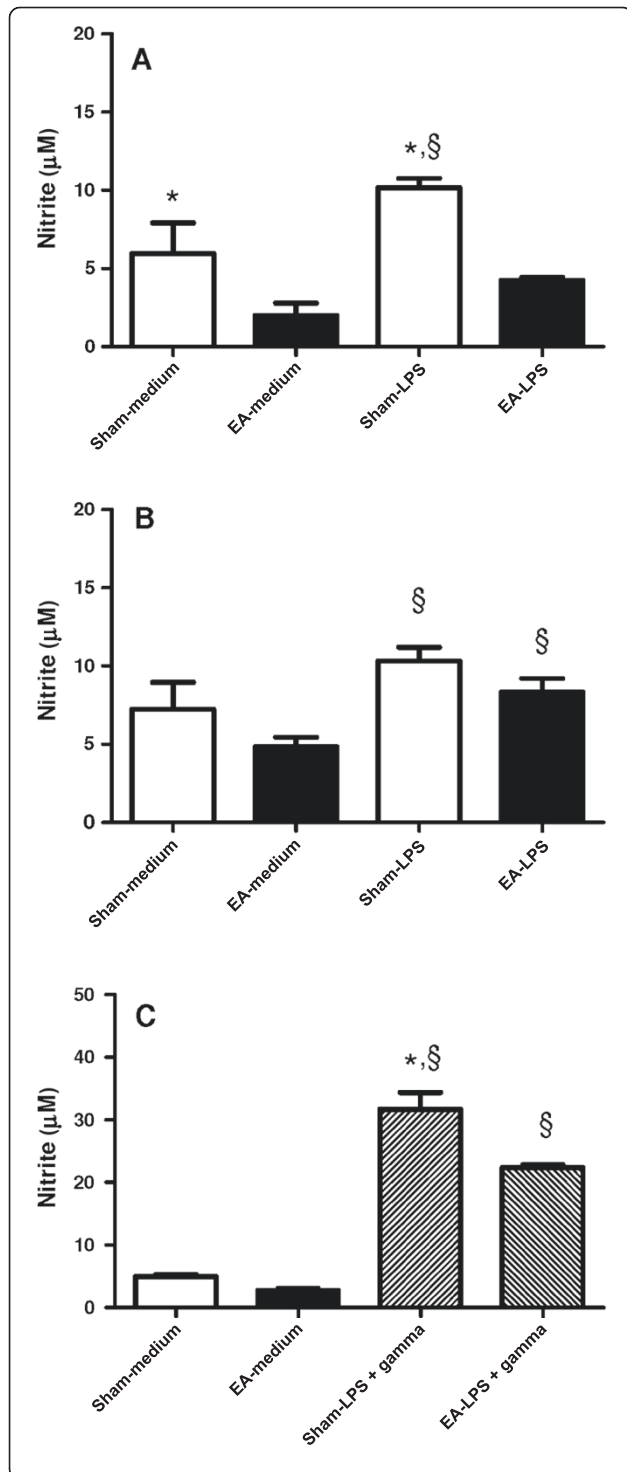 A
20
15
10
5
0
Nitrite (μM)
*
*,§
Sham-medium
EA-medium
Sham-LPS
EA-LPS
B
20
15
10
5
0
Nitrite (μM)
§
§
Sham-medium
EA-medium
Sham-LPS
EA-LPS
C
50
40
30
20
10
0
Nitrite (μM)
*,§
§
Sham-medium
EA-medium
Sham-LPS + gamma
EA-LPS + gamma